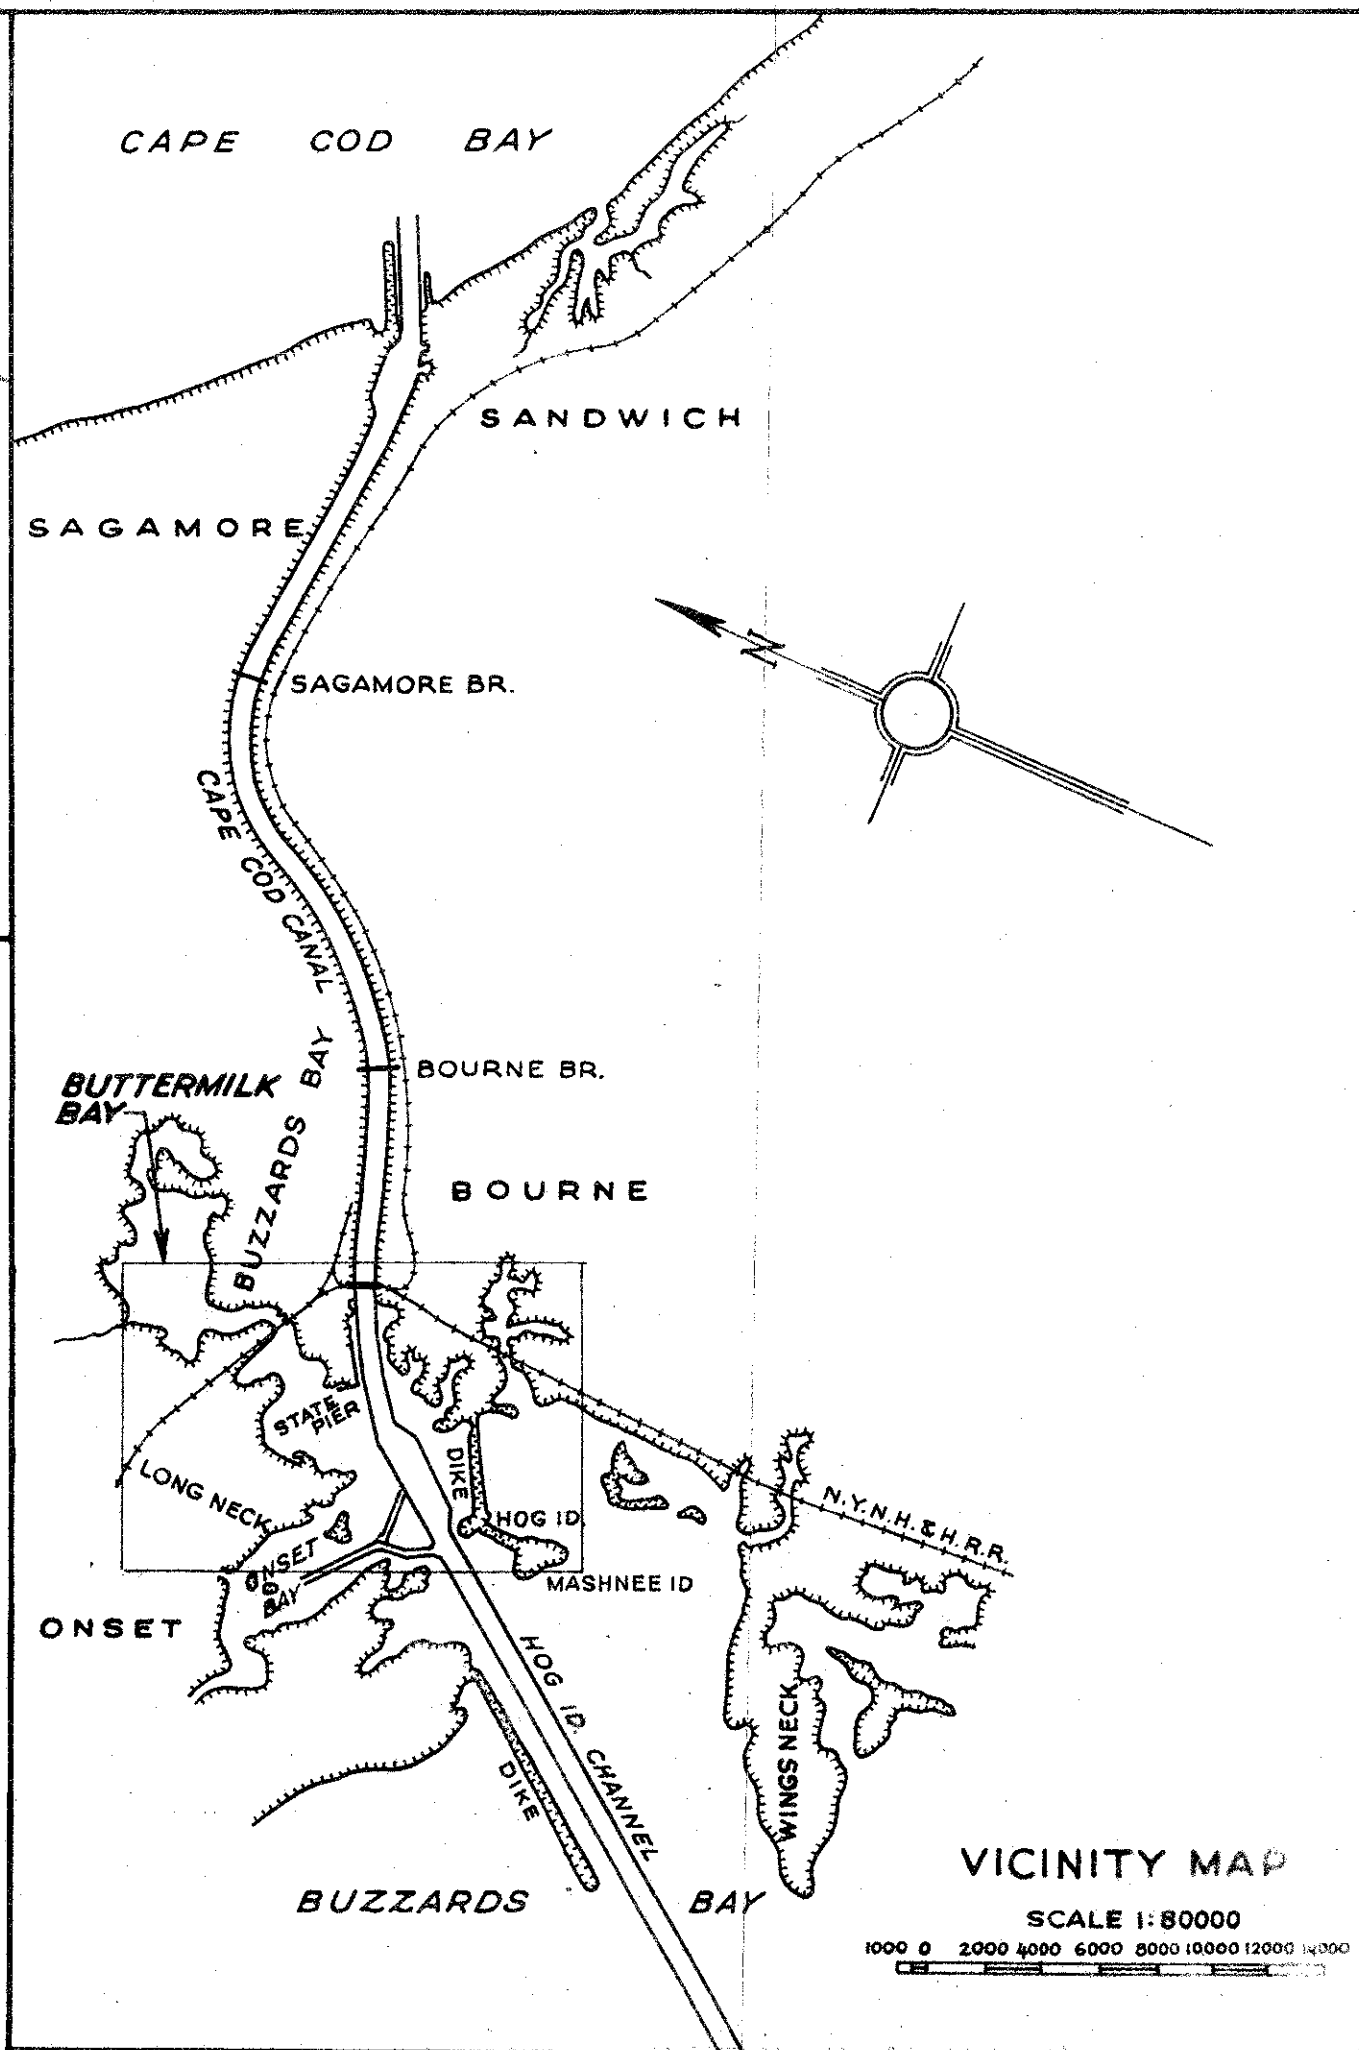 CAPE COD BAY
SANDWICH
SAGAMORE
N
SAGAMORE BR.
CAPE COD CANAL
BUZZARDS BAY
BOURNE BR.
BUTTERMILK
BAY
BOURNE
STATE
PIER
DIKE
LONG NECK
HOG ID.
N.Y.N.H. & H.R.R.
ONSET
BAY
MASHNEE ID
ONSET
HOG ID. CHANNEL
WINGS NECK
DIKE
BUZZARDS BAY
VICINITY MAP
SCALE 1:80000
1000 0 2000 4000 6000 8000 10000 12000 14000